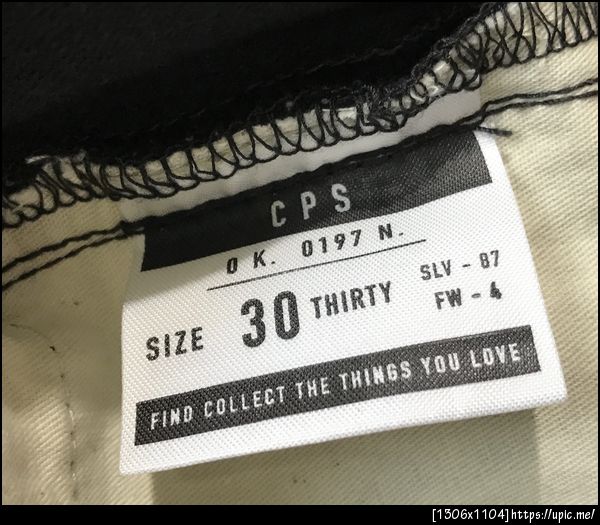 CPS
0 K. 0197 N.
SIZE 30 THIRTY
SLV - 87
FW - 4
FIND COLLECT THE THINGS YOU LOVE
[1306x1104]https://upic.me/